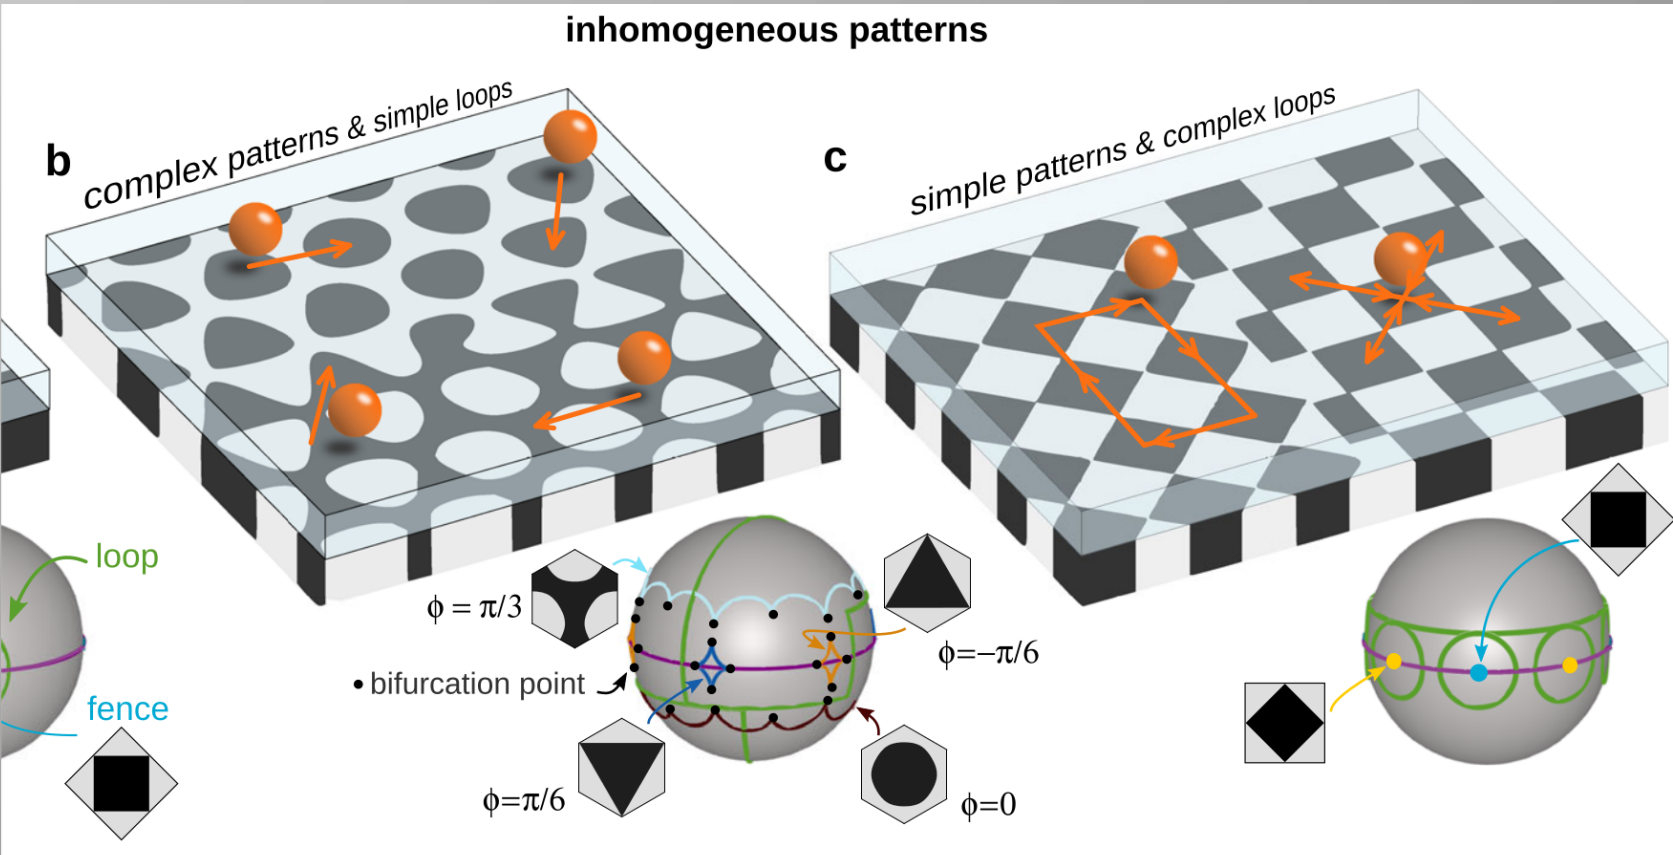 inhomogeneous patterns
b
complex patterns & simple loops
c
simple patterns & complex loops
loop
fence
ϕ = π/3
• bifurcation point
ϕ=π/6
ϕ=−π/6
ϕ=0